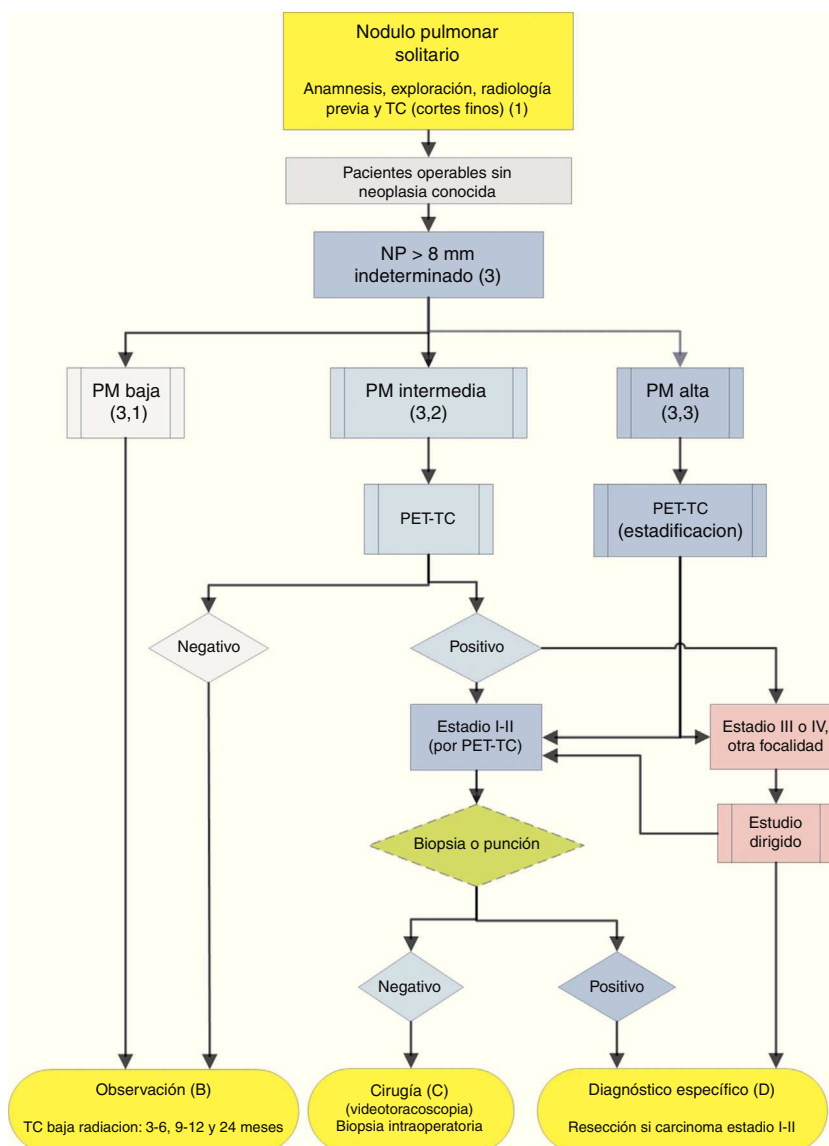 Nodulo pulmonar
solitario
Anamnesis, exploración, radiología
previa y TC (cortes finos) (1)
Pacientes operables sin
neoplasia conocida
NP > 8 mm
indeterminado (3)
PM baja
(3,1)
PM intermedia
(3,2)
PM alta
(3,3)
PET-TC
PET-TC
(estadificacion)
Negativo
Positivo
Estadio I-II
(por PET-TC)
Estadio III o IV,
otra focalidad
Biopsia o punción
Estudio
dirigido
Negativo
Positivo
Observación (B)
TC baja radiacion: 3-6, 9-12 y 24 meses
Cirugía (C)
(videotoracoscopia)
Biopsia intraoperatoria
Diagnóstico específico (D)
Resección si carcinoma estadio I-II